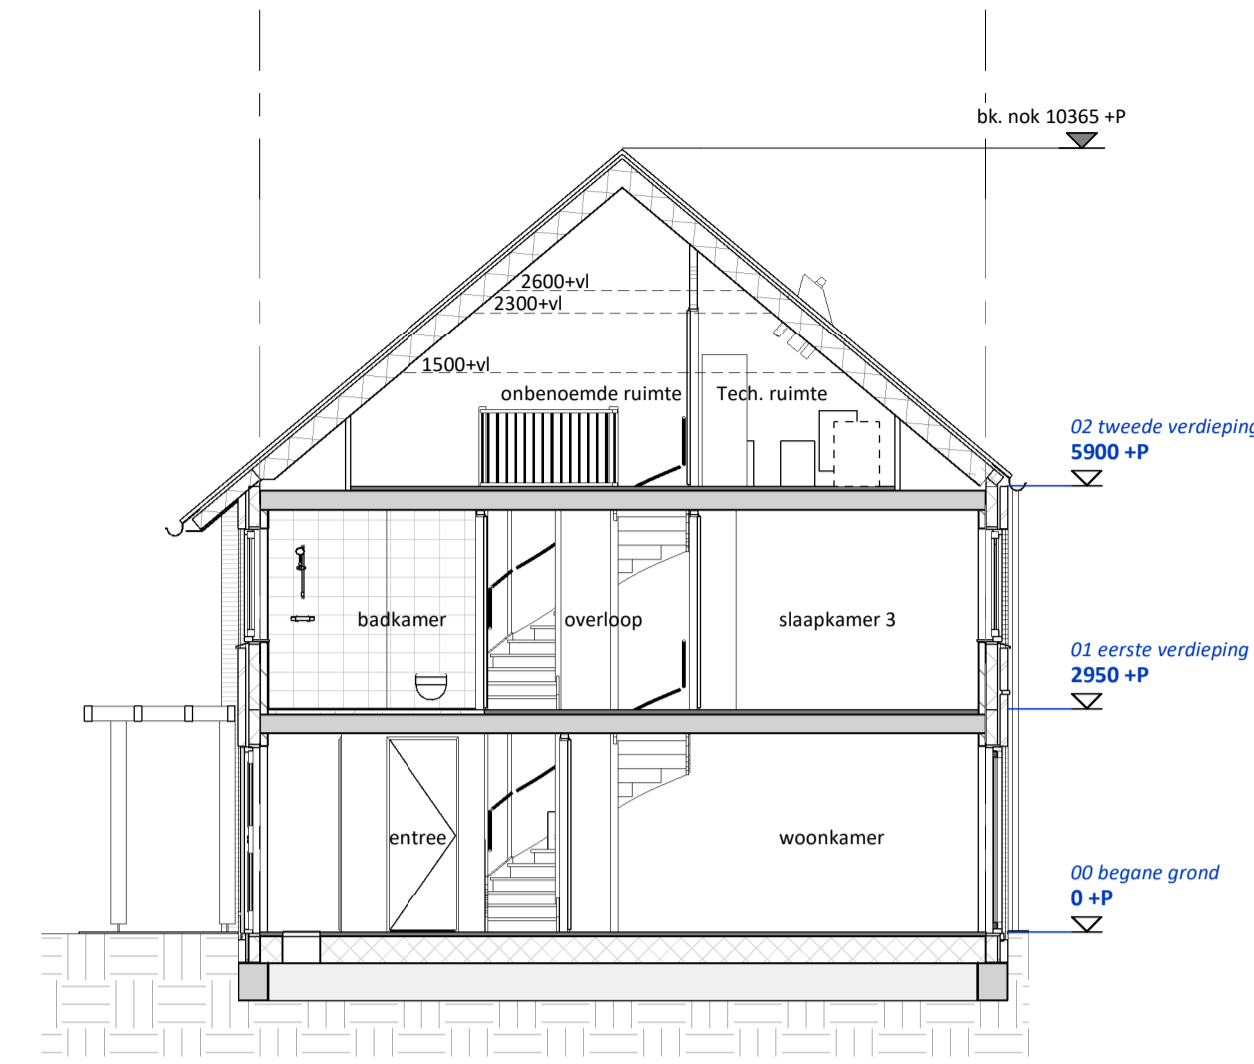 bk. nok 10365 +P
2600+vl
2300+vl
1500+vl
onbenoemde ruimte
Tech. ruimte
02 tweede verdieping
5900 +P
badkamer
overloop
slaapkamer 3
01 eerste verdieping
2950 +P
entree
woonkamer
00 begane grond
0 +P